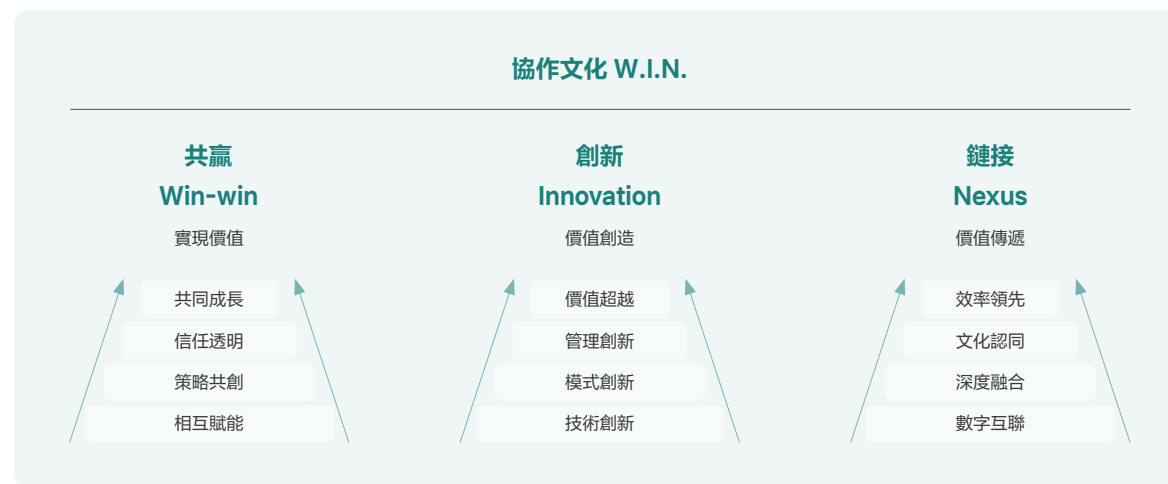 協作文化 W.I.N.
共贏
Win-win
實現價值
共同成長
信任透明
策略共創
相互賦能
創新
Innovation
價值創造
價值超越
管理創新
模式創新
技術創新
鏈接
Nexus
價值傳遞
效率領先
文化認同
深度融合
數字互聯